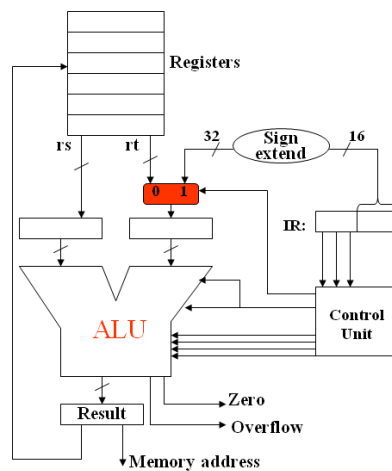 Registers
rs
rt
32
Sign
extend
16
0 1
IR:
ALU
Control
Unit
Result
Zero
Overflow
Memory address